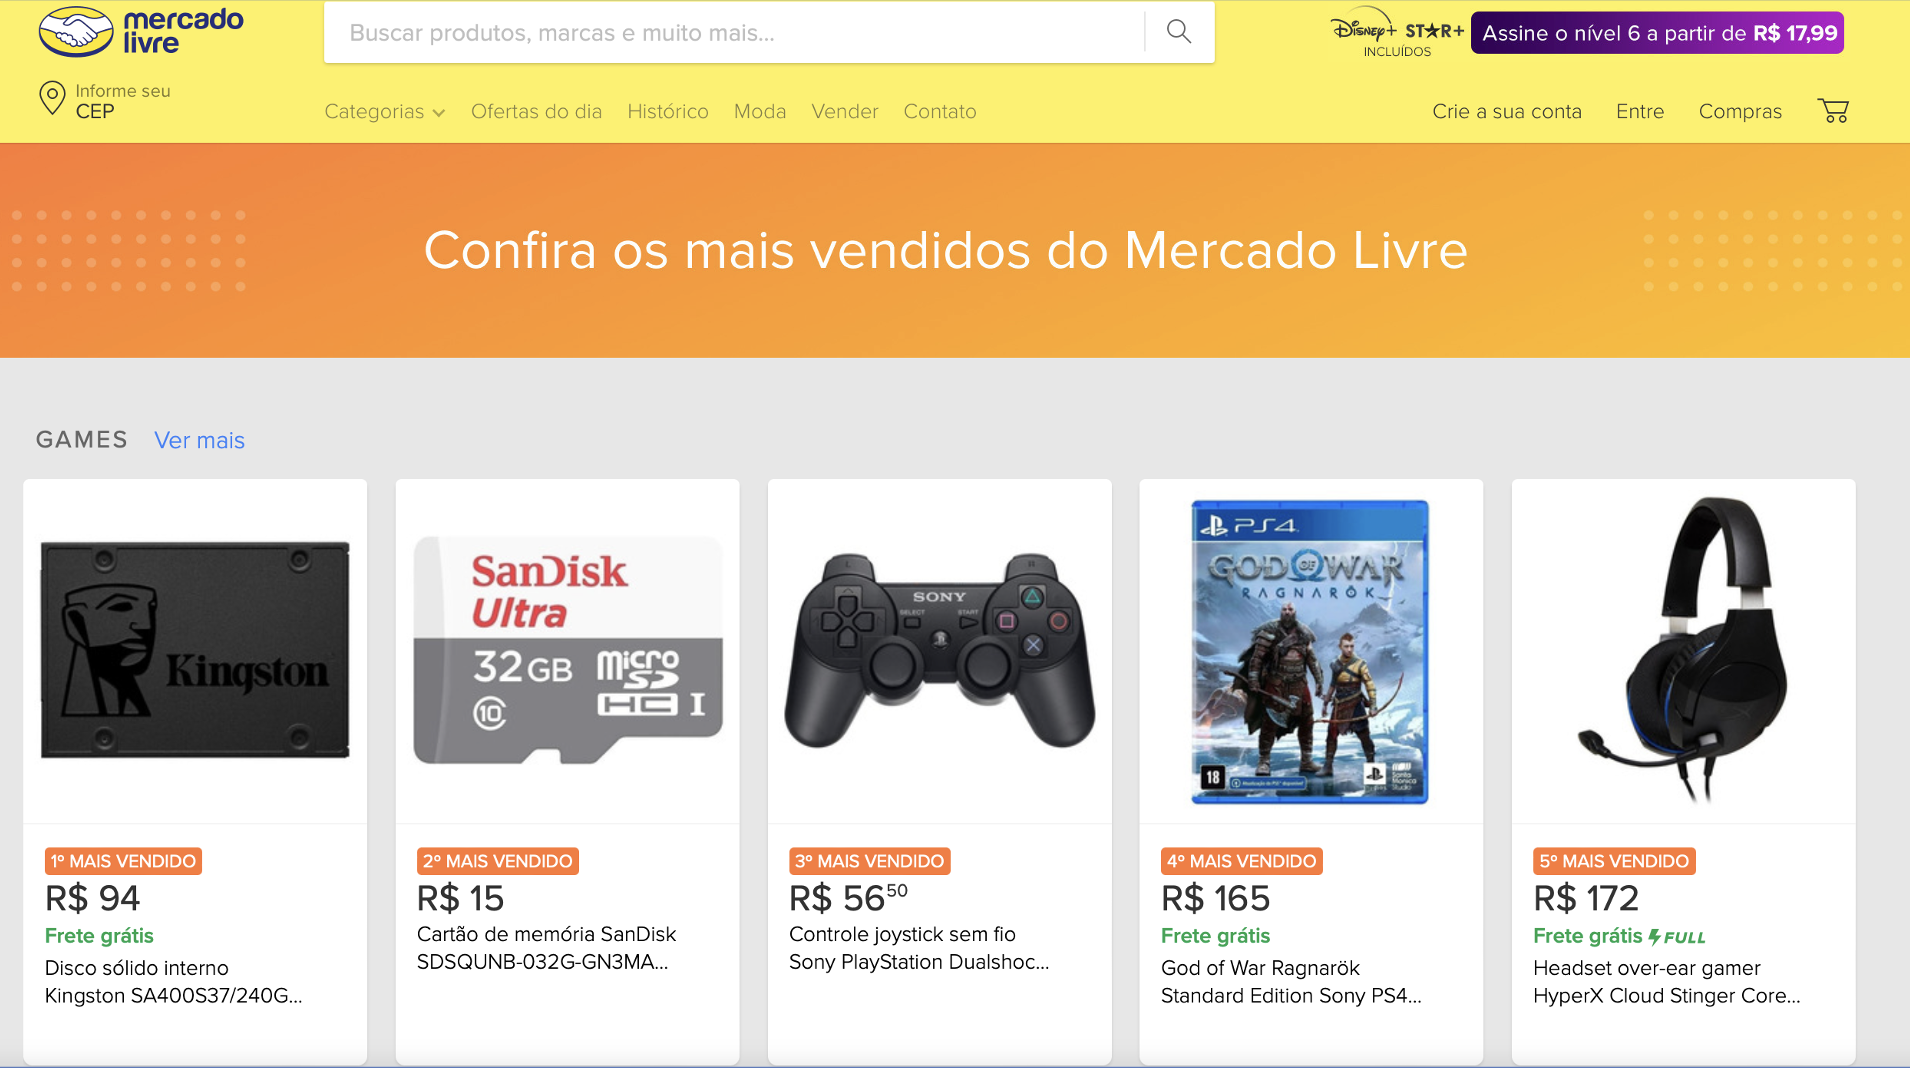 mercado
livre
Buscar produtos, marcas e muito mais...
Disney+ STAR+
INCLUÍDOS
Assine o nível 6 a partir de R$ 17,99
Informe seu
CEP
Categorias Ofertas do dia Histórico Moda Vender Contato
Crie a sua conta Entre Compras
Confira os mais vendidos do Mercado Livre
GAMES Ver mais
Kingston
SanDisk
Ultra
32GB micro
SD
HC I
10
SONY
SELECT START
PS4
GOD OF WAR
RAGNARÖK
18
Santa
Monica
Studio
1º MAIS VENDIDO
R$ 94
Frete grátis
Disco sólido interno
Kingston SA400S37/240G...
2º MAIS VENDIDO
R$ 15
Cartão de memória SanDisk
SDSQUNB-032G-GN3MA...
3º MAIS VENDIDO
R$ 56 50
Controle joystick sem fio
Sony PlayStation Dualshoc...
4º MAIS VENDIDO
R$ 165
Frete grátis
God of War Ragnarök
Standard Edition Sony PS4...
5º MAIS VENDIDO
R$ 172
Frete grátis FULL
Headset over-ear gamer
HyperX Cloud Stinger Core...